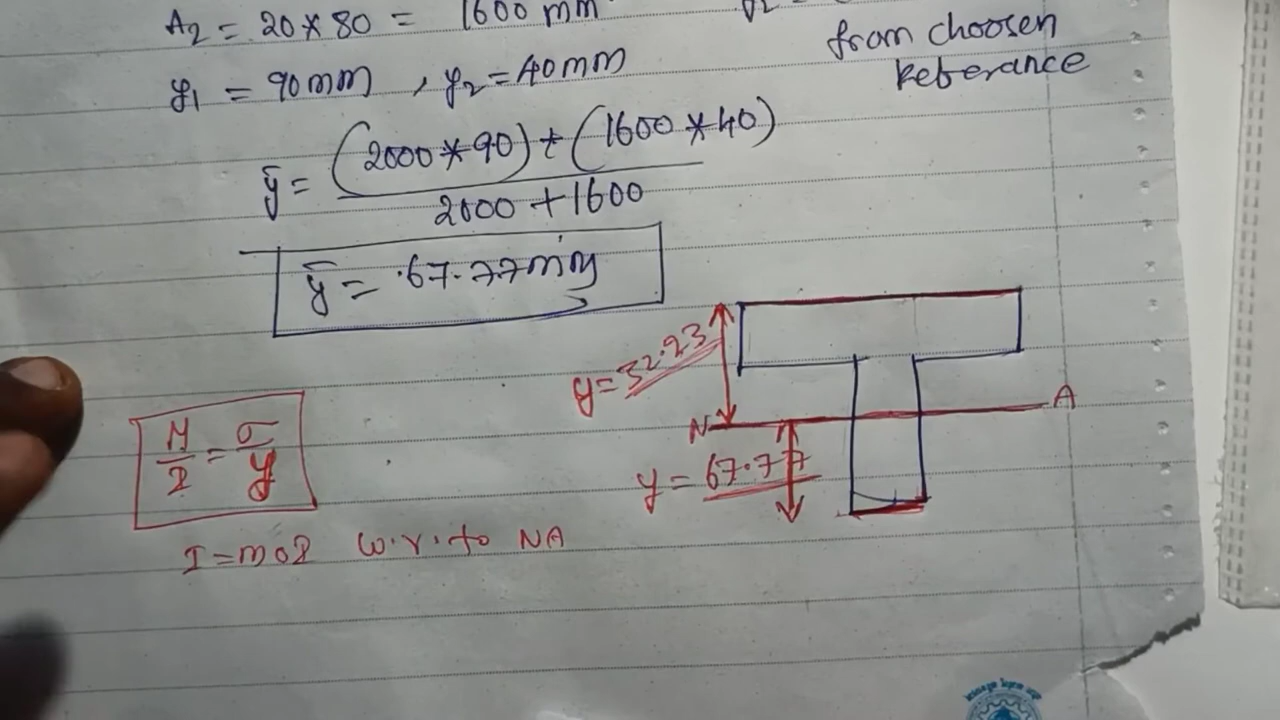 A2 = 20*80 = 1600 mm
from choosen
y1 = 90mm , y2 = 40mm
keterance
ȳ = (2000*90)+(1600*40)
2000+1600
ȳ = 67.77mm
y=32.23
M/I = σ/y
N A
y = 67.77
I=moI w.r.to NA